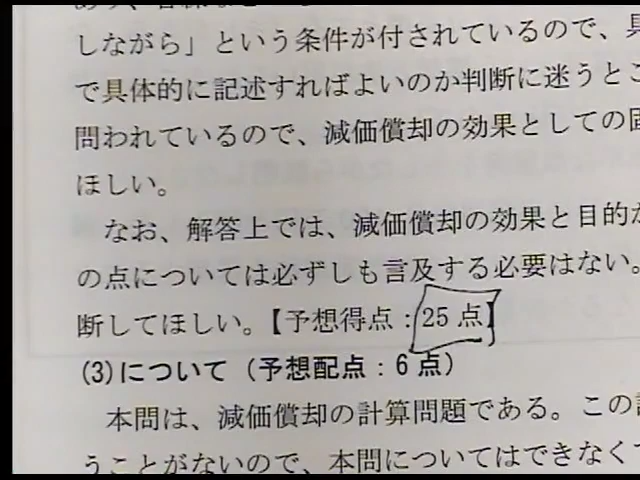 しながら」という条件が付されているので、
で具体的に記述すればよいのか判断に迷うとこ
問われているので、減価償却の効果としての固
ほしい。
なお、解答上では、減価償却の効果と目的が
の点については必ずしも言及する必要はない。
断してほしい。【予想得点：25 点】
(3)について（予想配点：6 点）
本問は、減価償却の計算問題である。この
うことがないので、本問についてはできなくて